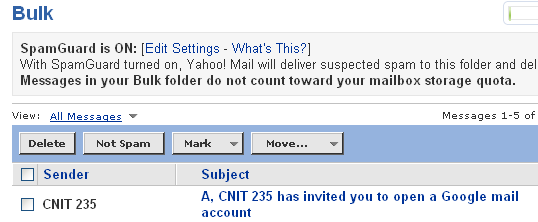 Bulk
SpamGuard is ON: [Edit Settings - What's This?]
With SpamGuard turned on, Yahoo! Mail will deliver suspected spam to this folder and del
Messages in your Bulk folder do not count toward your mailbox storage quota.
View: All Messages Messages 1-5 of
Delete Not Spam Mark Move...
Sender Subject
CNIT 235 A, CNIT 235 has invited you to open a Google mail
account